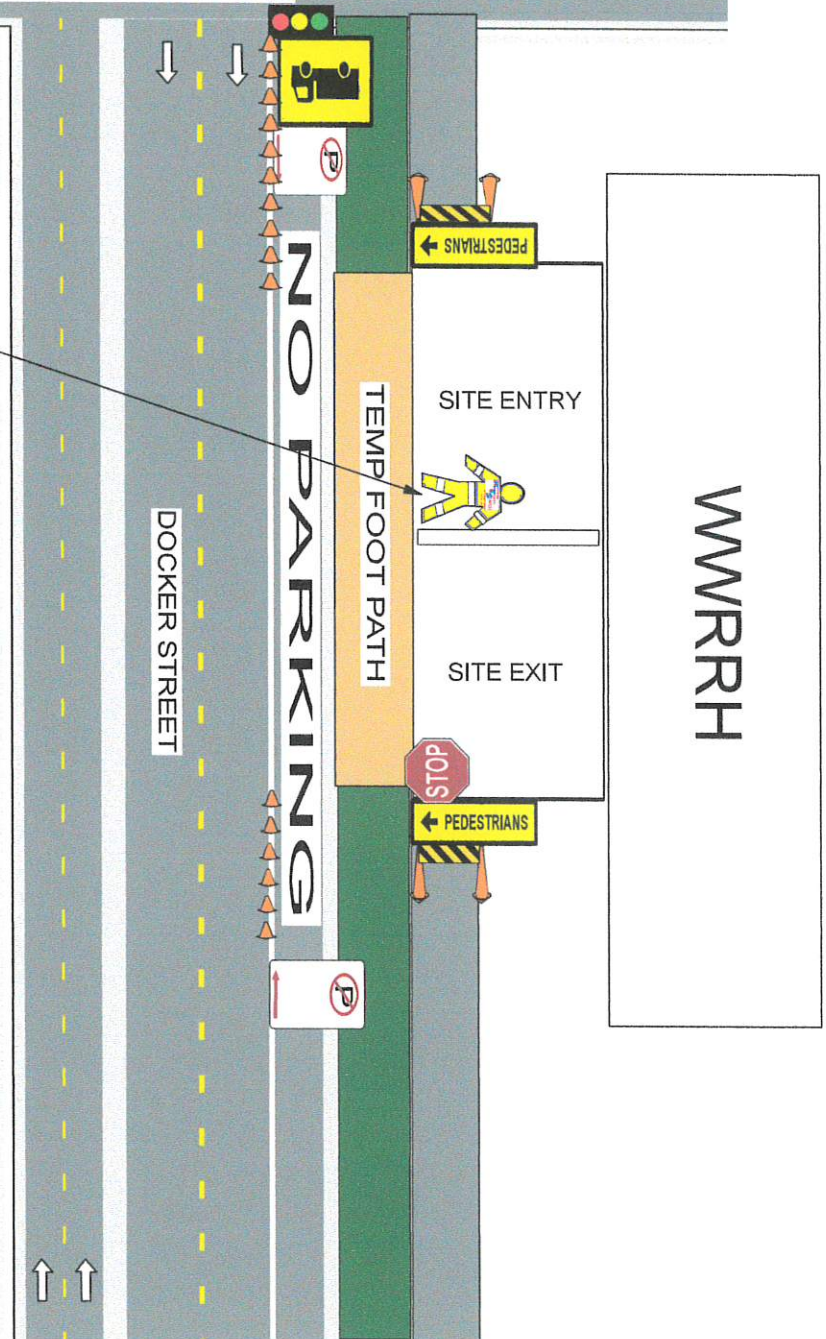 WWRRH
PEDESTRIANS
SITE ENTRY
SITE EXIT
STOP
PEDESTRIANS
TEMP FOOT PATH
NO PARKING
P
P
DOCKER STREET